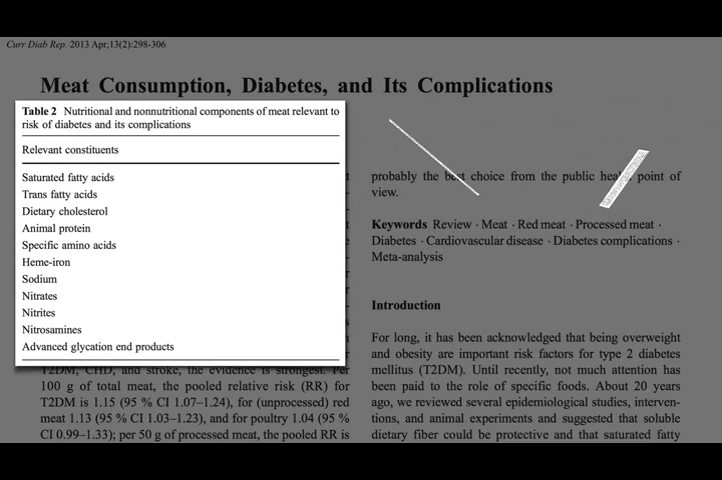 Curr Diab Rep. 2013 Apr;13(2):298-306
Meat Consumption, Diabetes, and Its Complications
Table 2 Nutritional and nonnutritional components of meat relevant to
risk of diabetes and its complications
Relevant constituents
Saturated fatty acids
Trans fatty acids
Dietary cholesterol
Animal protein
Specific amino acids
Heme-iron
Sodium
Nitrates
Nitrites
Nitrosamines
Advanced glycation end products
T2DM, CHD, and stroke, the evidence is strongest. Per
100 g of total meat, the pooled relative risk (RR) for
T2DM is 1.15 (95 % CI 1.07–1.24), for (unprocessed) red
meat 1.13 (95 % CI 1.03–1.23), and for poultry 1.04 (95 %
CI 0.99–1.33); per 50 g of processed meat, the pooled RR is
probably the best choice from the public health point of
view.
Keywords Review · Meat · Red meat · Processed meat ·
Diabetes · Cardiovascular disease · Diabetes complications ·
Meta-analysis
Introduction
For long, it has been acknowledged that being overweight
and obesity are important risk factors for type 2 diabetes
mellitus (T2DM). Until recently, not much attention has
been paid to the role of specific foods. About 20 years
ago, we reviewed several epidemiological studies, interven-
tions, and animal experiments and suggested that soluble
dietary fiber could be protective and that saturated fatty